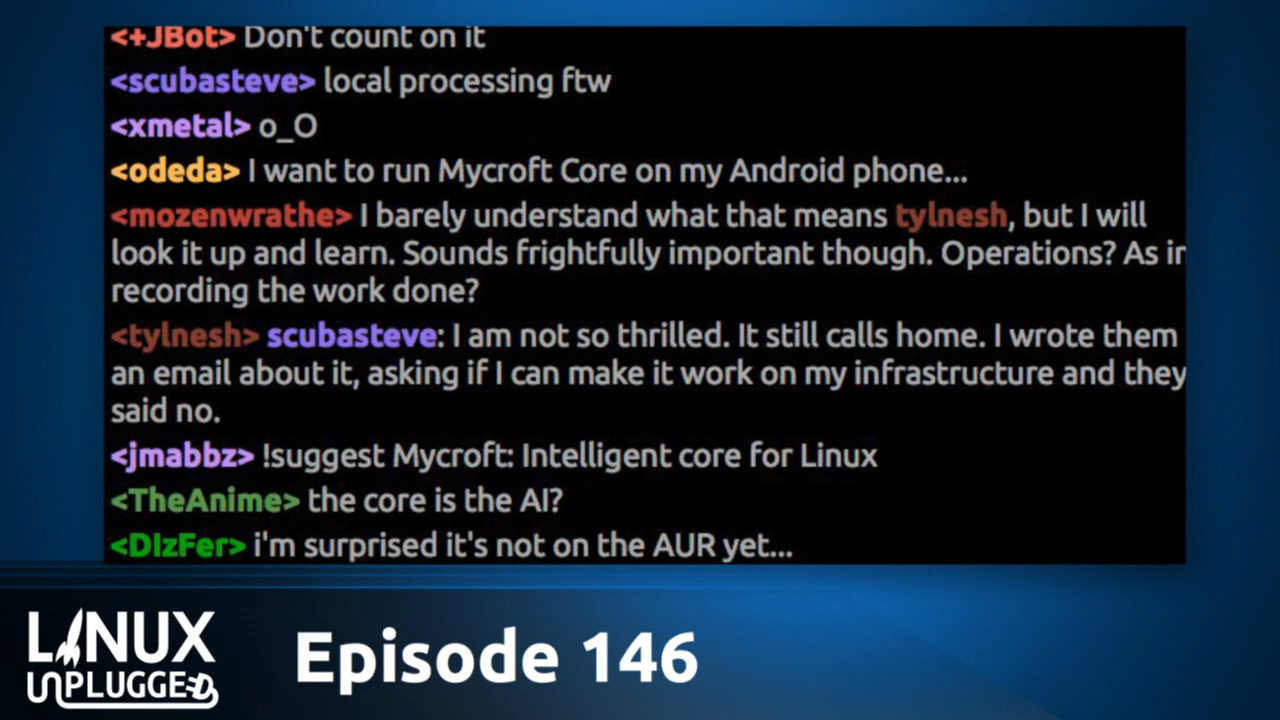 <+JBot> Don't count on it
<scubasteve> local processing ftw
<xmetal> o_O
<odeda> I want to run Mycroft Core on my Android phone...
<mozenwrathe> I barely understand what that means tylnesh, but I will
look it up and learn. Sounds frightfully important though. Operations? As in
recording the work done?
<tylnesh> scubasteve: I am not so thrilled. It still calls home. I wrote them
an email about it, asking if I can make it work on my infrastructure and they
said no.
<jmabbz> !suggest Mycroft: Intelligent core for Linux
<TheAnime> the core is the AI?
<DIzFer> i'm surprised it's not on the AUR yet...
LINUX
UNPLUGGED
Episode 146